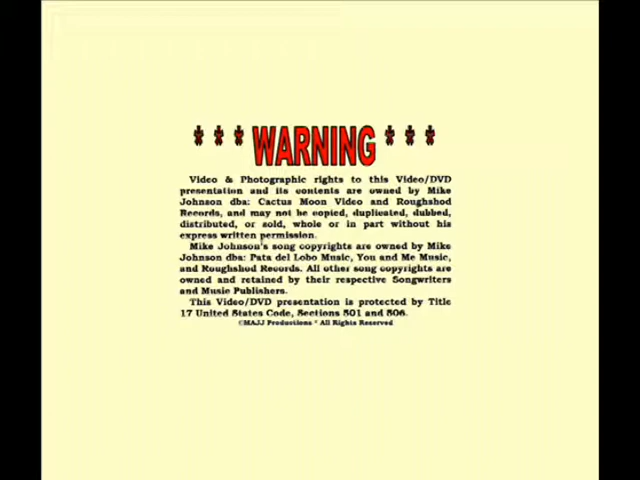 * * * WARNING * * *
Video & Photographic rights to this Video/DVD
presentation and its contents are owned by Mike
Johnson dba: Cactus Moon Video and Roughshod
Records, and may not be copied, duplicated, dubbed,
distributed, or sold, whole or in part without his
express written permission.
Mike Johnson's song copyrights are owned by Mike
Johnson dba: Pata del Lobo Music, You and Me Music,
and Roughshod Records. All other song copyrights are
owned and retained by their respective Songwriters
and Music Publishers.
This Video/DVD presentation is protected by Title
17 United States Code, Sections 501 and 506.
©MAJJ Productions * All Rights Reserved